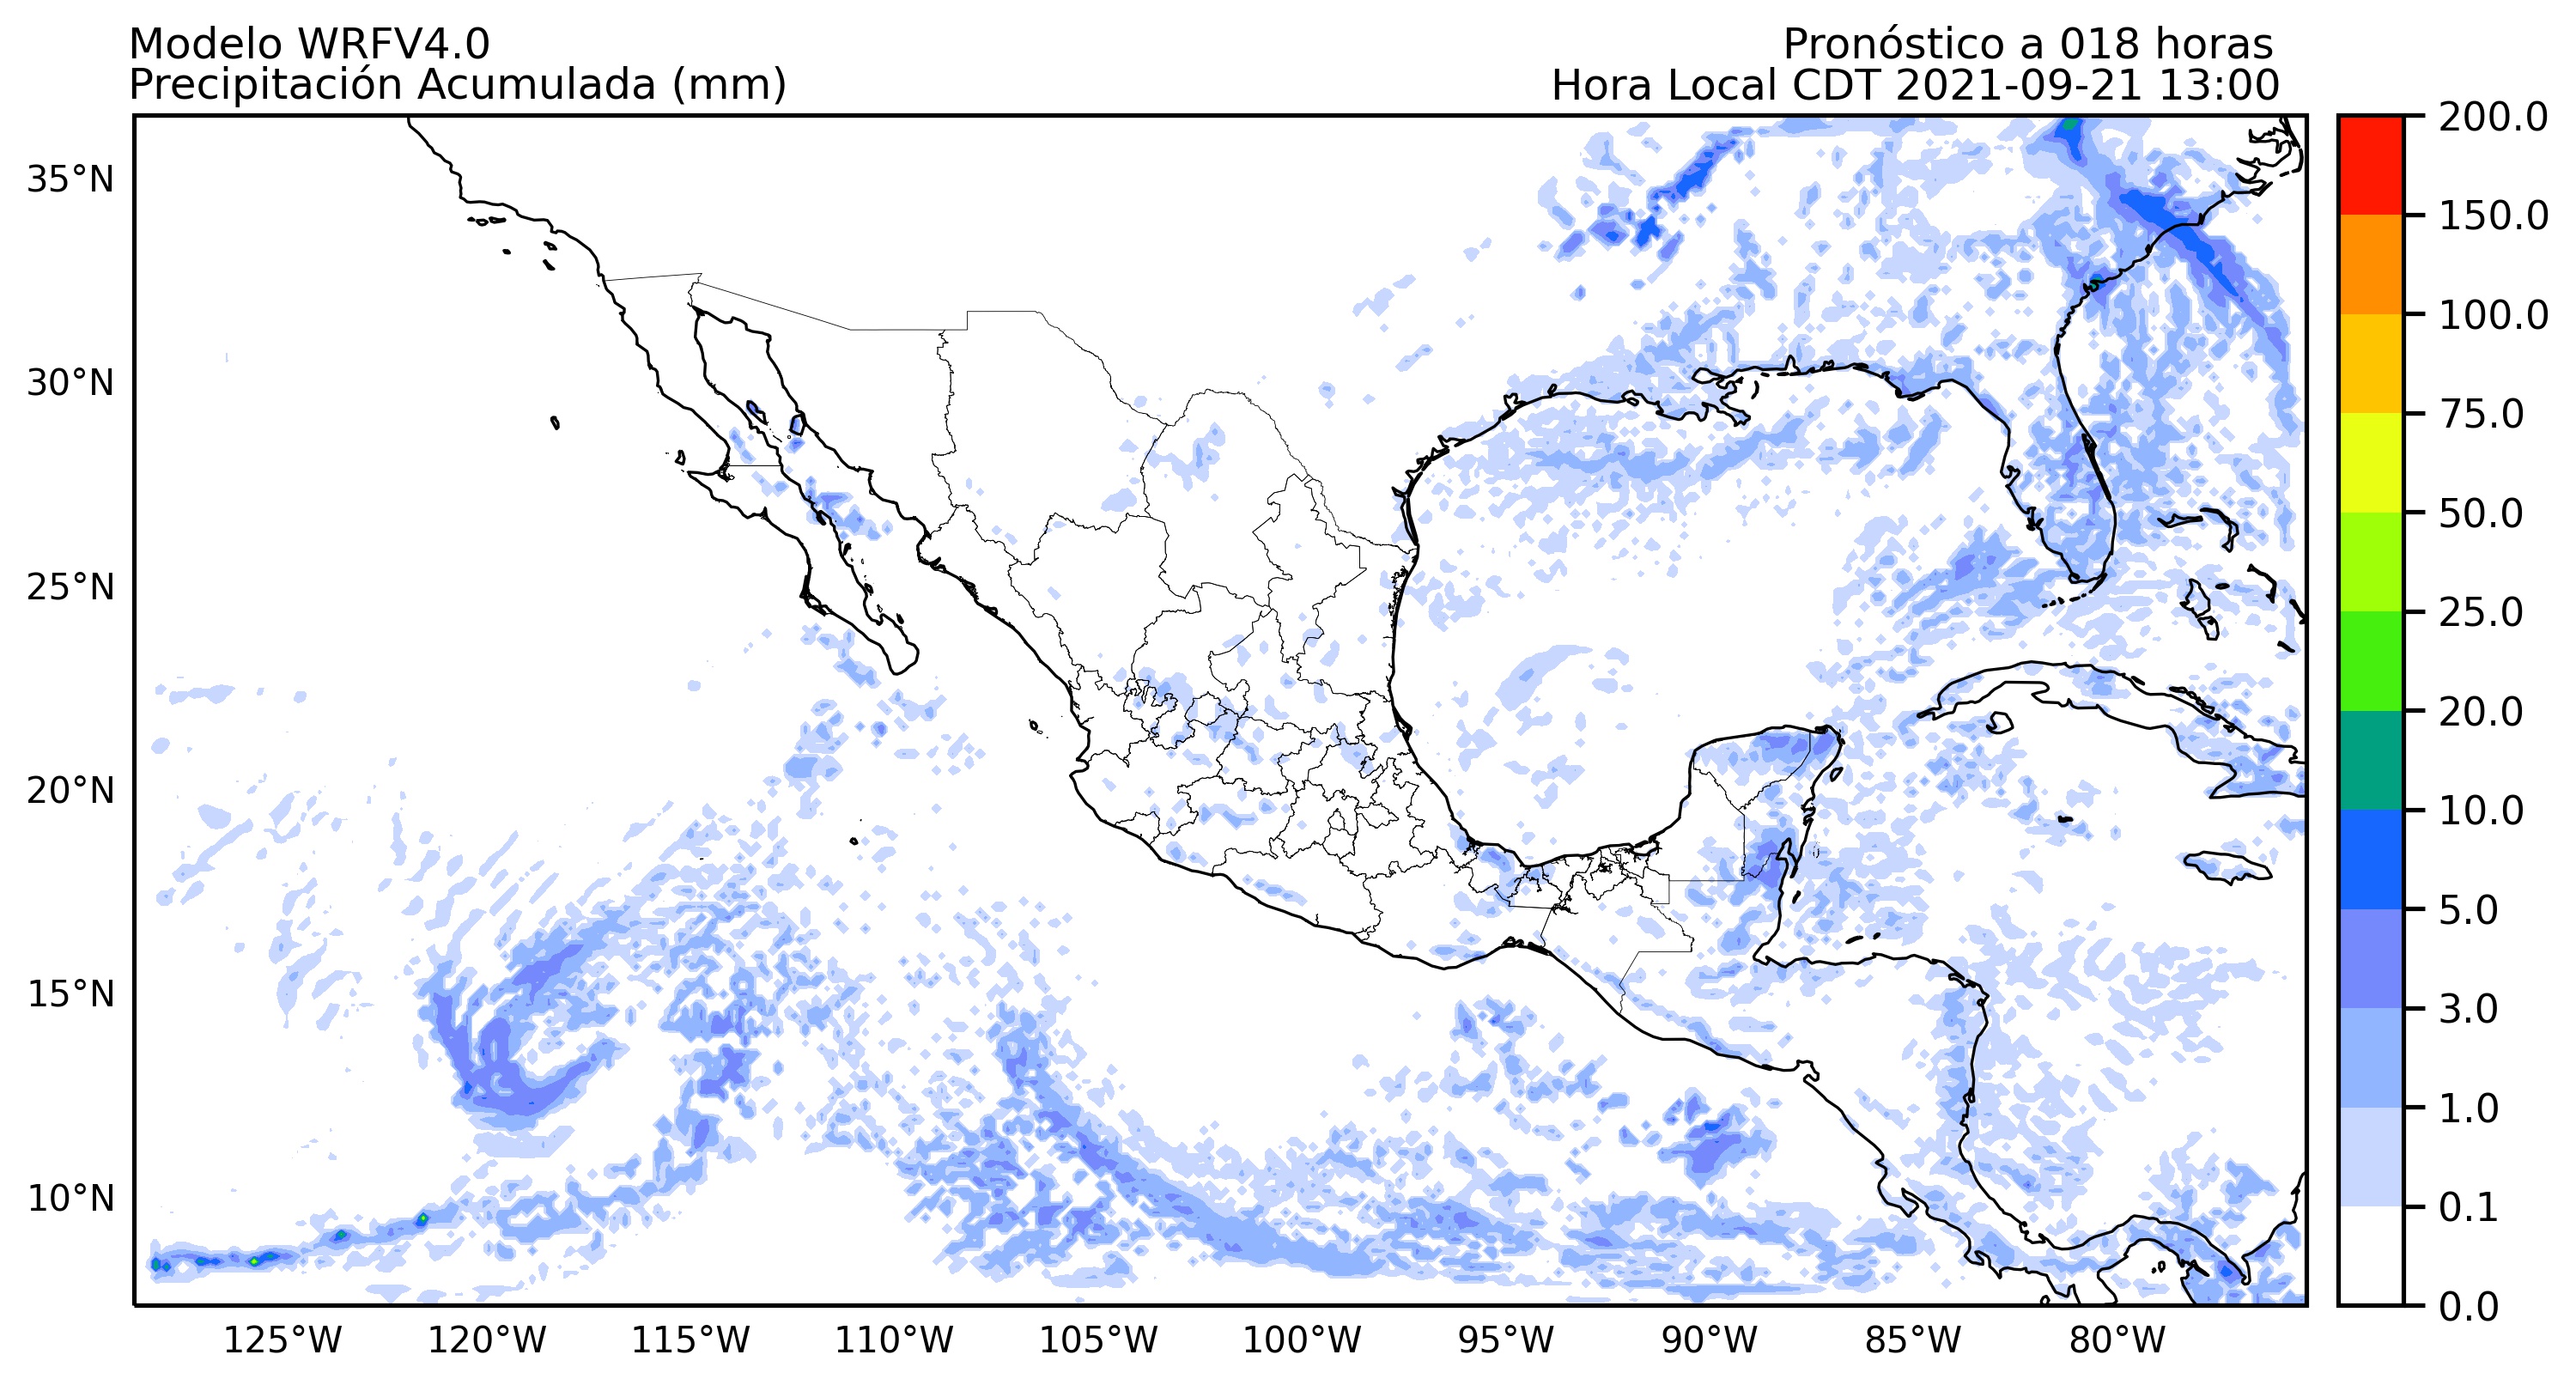 Modelo WRFV4.0
Pronóstico a 018 horas
Precipitación Acumulada (mm)
Hora Local CDT 2021-09-21 13:00
200.0
150.0
100.0
75.0
50.0
25.0
20.0
10.0
5.0
3.0
1.0
0.1
0.0
35°N
30°N
25°N
20°N
15°N
10°N
125°W
120°W
115°W
110°W
105°W
100°W
95°W
90°W
85°W
80°W